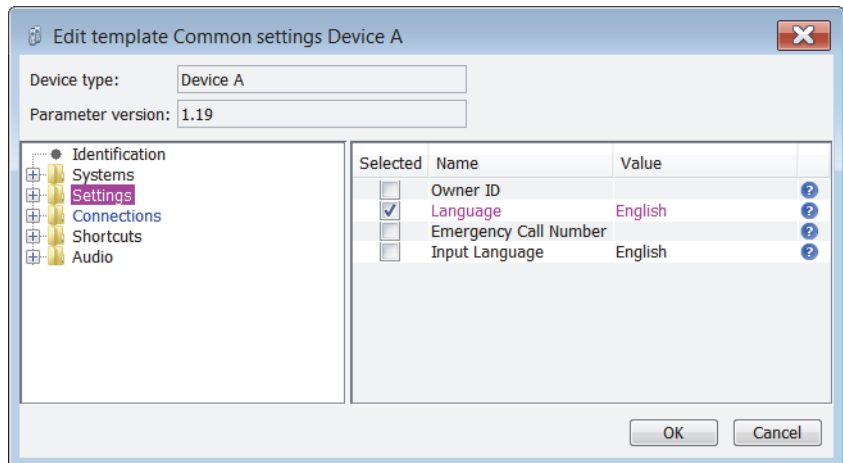 Edit template Common settings Device A
Device type: Device A
Parameter version: 1.19
Identification
Systems
Settings
Connections
Shortcuts
Audio
Selected Name Value
Owner ID
Language English
Emergency Call Number
Input Language English
OK Cancel